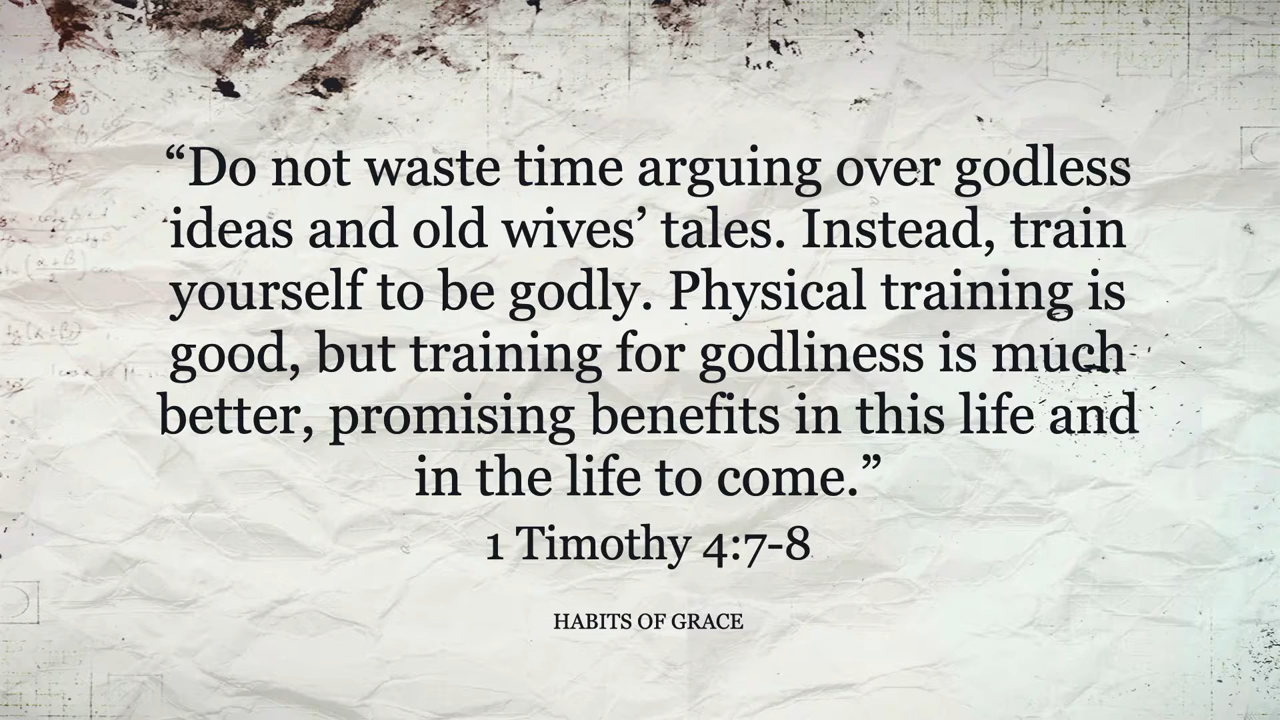 “Do not waste time arguing over godless
ideas and old wives’ tales. Instead, train
yourself to be godly. Physical training is
good, but training for godliness is much
better, promising benefits in this life and
in the life to come.”
1 Timothy 4:7-8
HABITS OF GRACE